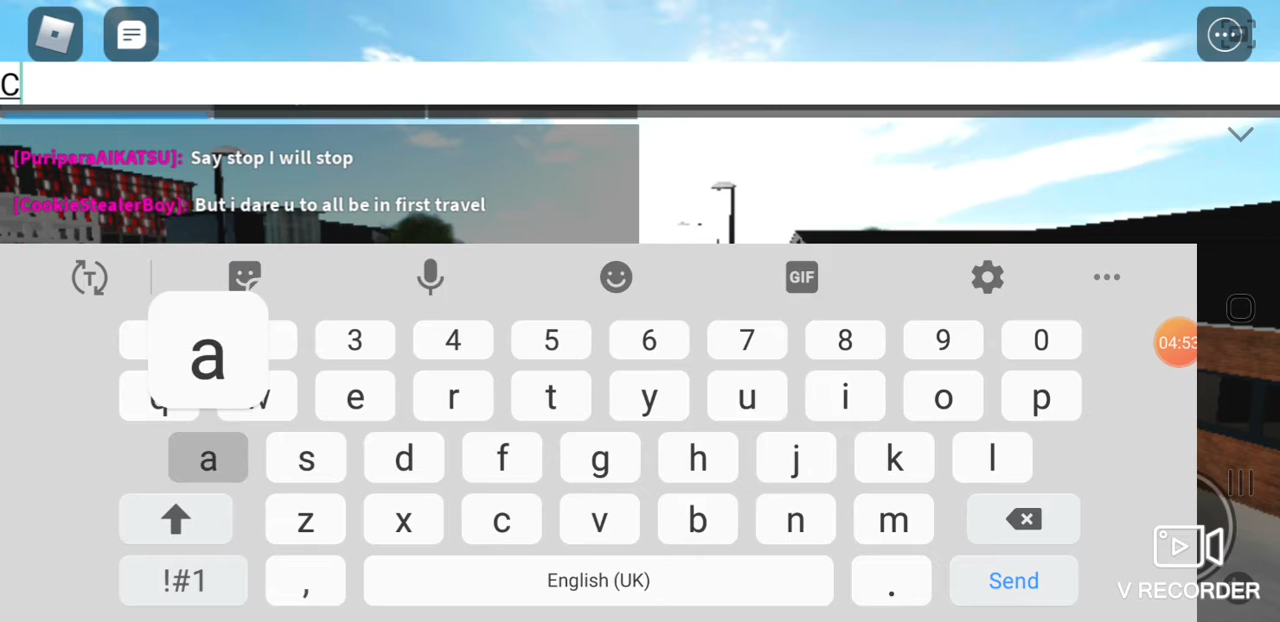 C
[PuriparaAIKATSU]: Say stop I will stop
[CookieStealerBoy]: But i dare u to all be in first travel
T
GIF
a
3 4 5 6 7 8 9 0
q w e r t y u i o p
04:53
a s d f g h j k l
z x c v b n m
!#1 , English (UK) . Send
V RECORDER